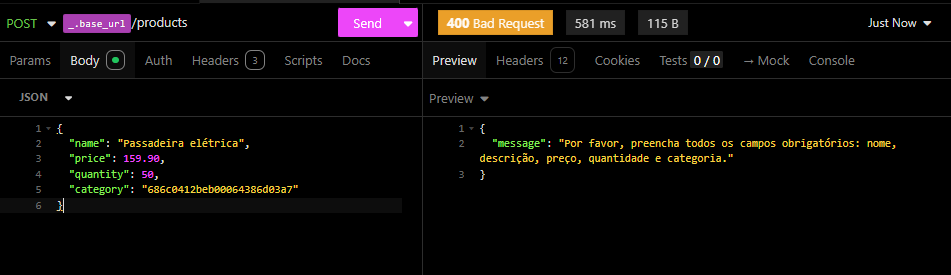 POST _.base_url/products Send
400 Bad Request 581 ms 115 B Just Now
Params Body Auth Headers 3 Scripts Docs
Preview Headers 12 Cookies Tests 0 / 0 → Mock Console
JSON
Preview
1 {
2 "name": "Passadeira elétrica",
3 "price": 159.90,
4 "quantity": 50,
5 "category": "686c0412beb00064386d03a7"
6 }
1 {
2 "message": "Por favor, preencha todos os campos obrigatórios: nome,
descrição, preço, quantidade e categoria."
3 }